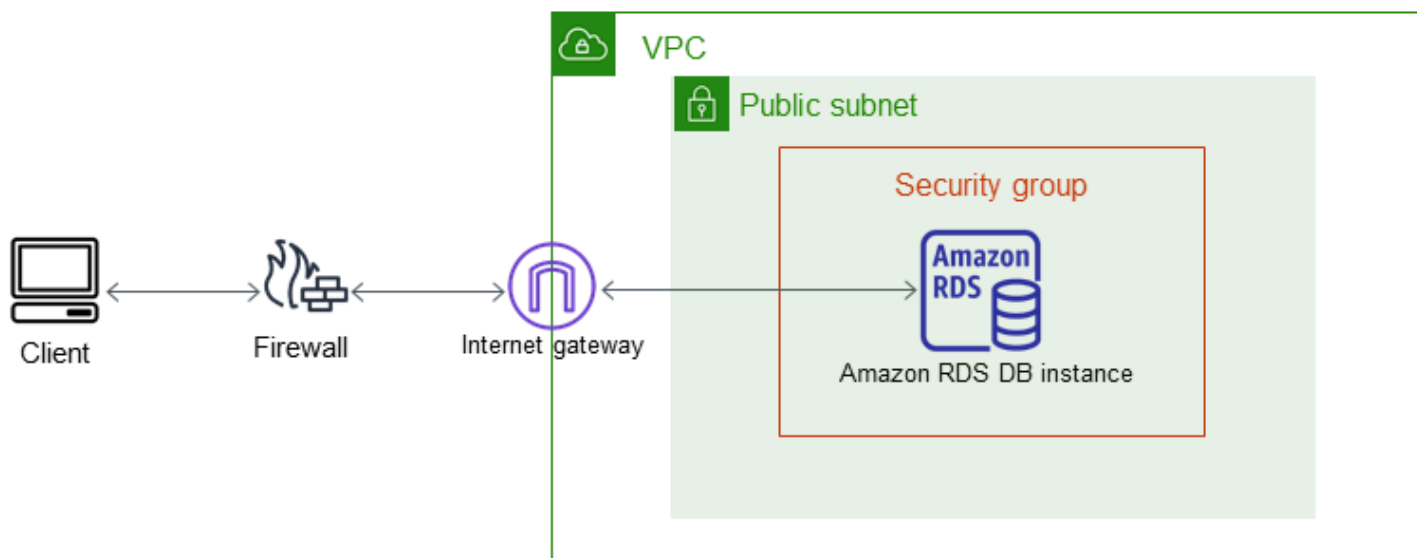 VPC
Public subnet
Security group
Amazon
RDS
Client
Firewall
Internet gateway
Amazon RDS DB instance